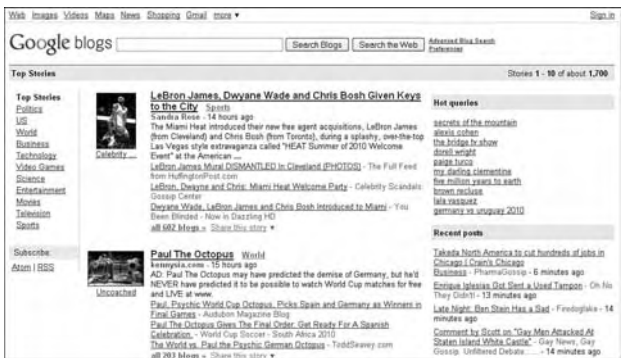 Web Images Videos Maps News Shopping Gmail more ▼
Sign in
Google blogs
Search Blogs
Search the Web
Advanced Blog Search
Preferences
Top Stories
Stories 1 - 10 of about 1,700
Top Stories
Politics
US
World
Business
Technology
Video Games
Science
Entertainment
Movies
Television
Sports
Subscribe:
Atom | RSS
Celebrity ...
LeBron James, Dwyane Wade and Chris Bosh Given Keys
to the City Sports
Sandra Rose - 14 hours ago
The Miami Heat introduced their new free agent acquisitions, LeBron James
(from Cleveland) and Chris Bosh (from Toronto), during a splashy, over-the-top
Las Vegas style extravaganza called "HEAT Summer of 2010 Welcome
Event" at the American ...
LeBron James Mural DISMANTLED In Cleveland (PHOTOS) - The Full Feed
from HuffingtonPost.com
LeBron, Dwayne and Chris: Miami Heat Welcome Party - Celebrity Scandals
Gossip Center
Dwyane Wade, LeBron James and Chris Bosh Introduced to Miami - You
Been Blinded - Now in Dazzling HD
all 602 blogs » Share this story ▼
Uncoached
Paul The Octopus World
kennysia.com - 15 hours ago
AD: Paul The Octopus may have predicted the demise of Germany, but he'd
NEVER have predicted it to be possible to watch World Cup matches for free
and LIVE at www.
Paul, Psychic World Cup Octopus, Picks Spain and Germany as Winners in
Final Games - Audubon Magazine Blog
Paul The Octopus Gives The Final Order: Get Ready For A Spanish
Celebration. - World Cup Soccer - South Africa 2010
The World vs. Paul the Psychic German Octopus - ToddSeavey.com
all 203 blogs » Share this story ▼
Hot queries
secrets of the mountain
alexis cohen
the bridge tv show
dorell wright
paige turco
my darling clementine
five million years to earth
brown recluse
lala vasquez
germany vs uruguay 2010
Recent posts
Takeda North America to cut hundreds of jobs in
Chicago | Crain's Chicago
Business - PharmaGossip - 6 minutes ago
Enrique Iglesias Got Sent a Used Tampon - Oh No
They Didn't! - 13 minutes ago
Late Night: Ben Stein Has a Sad - Firedoglake - 14
minutes ago
Comment by Scott on "Gay Men Attacked At
Staten Island White Castle" - Gay News, Gay
Gossip. Unfiltered Debate. ... - 14 minutes ago